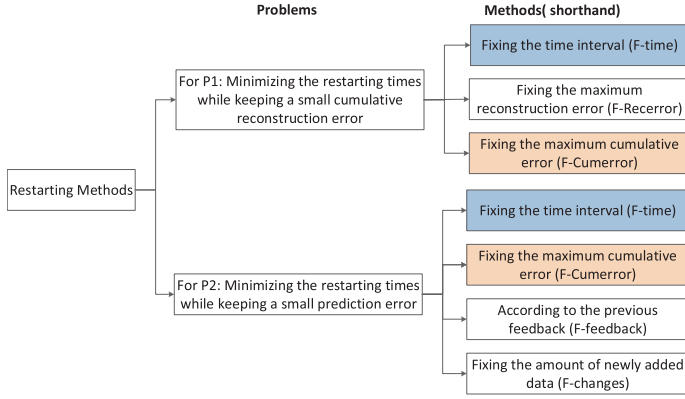 Problems
Methods( shorthand)
Restarting Methods
For P1: Minimizing the restarting times
while keeping a small cumulative
reconstruction error
Fixing the time interval (F-time)
Fixing the maximum
reconstruction error (F-Recerror)
Fixing the maximum cumulative
error (F-Cumerror)
For P2: Minimizing the restarting times
while keeping a small prediction error
Fixing the time interval (F-time)
Fixing the maximum cumulative
error (F-Cumerror)
According to the previous
feedback (F-feedback)
Fixing the amount of newly added
data (F-changes)